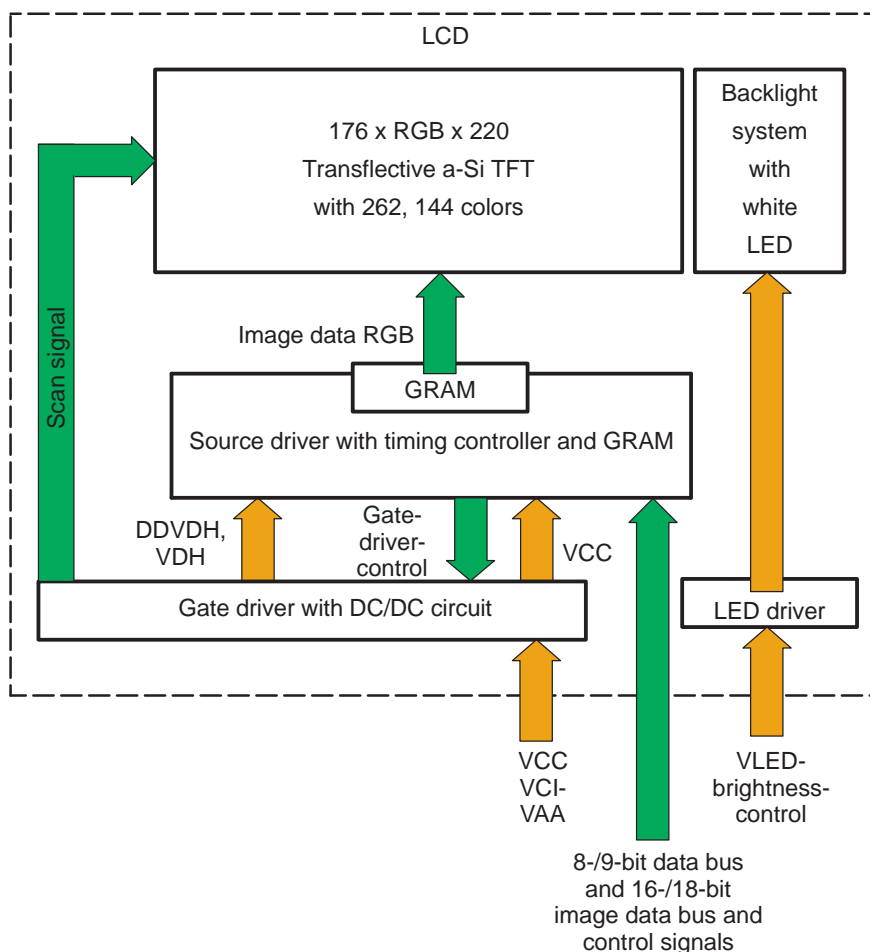 LCD
176 x RGB x 220
Transflective a-Si TFT
with 262, 144 colors
Backlight
system
with
white
LED
Scan signal
Image data RGB
GRAM
Source driver with timing controller and GRAM
DDVDH,
VDH
Gate-
driver-
control
VCC
Gate driver with DC/DC circuit
LED driver
VCC
VCI-
VAA
VLED-
brightness-
control
8-/9-bit data bus
and 16-/18-bit
image data bus and
control signals